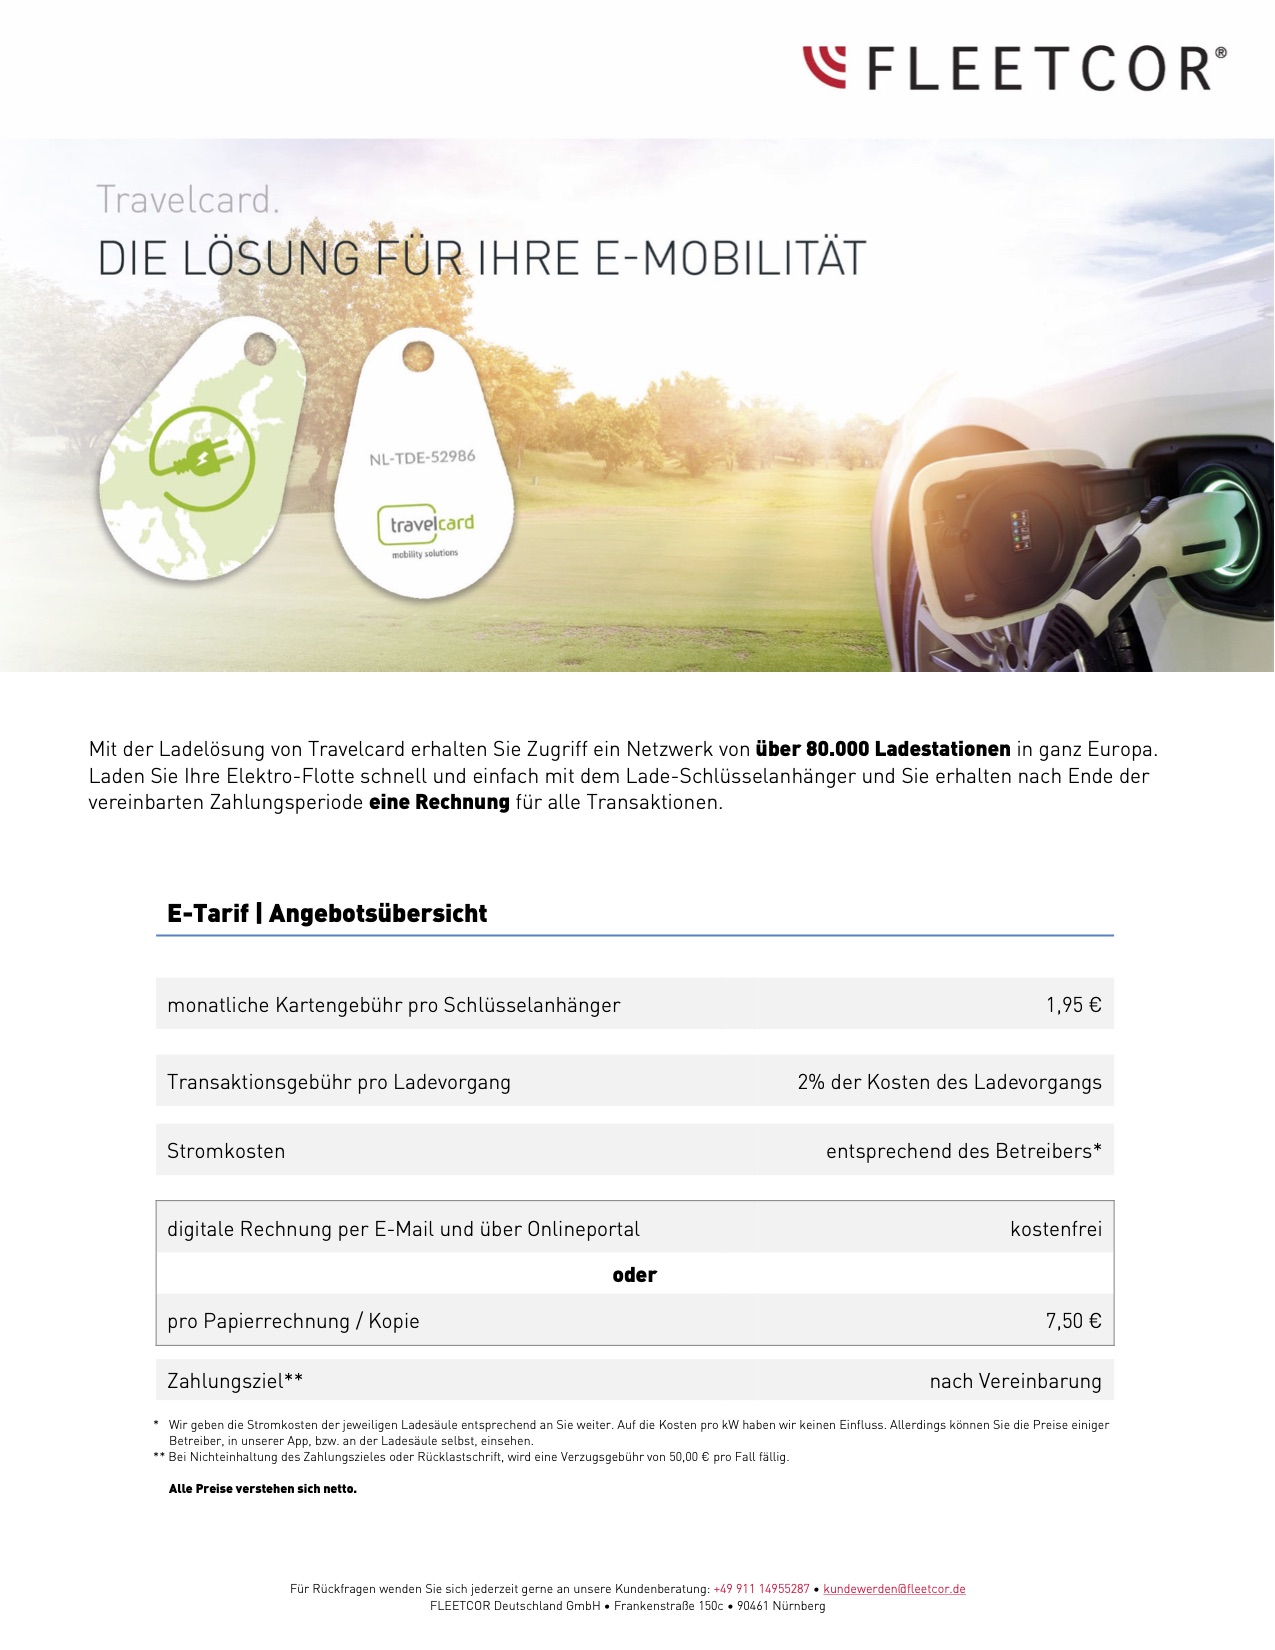 FLEETCOR®
Travelcard.
DIE LÖSUNG FÜR IHRE E-MOBILITÄT
NL-TDE-52986
travelcard
mobility solutions
Mit der Ladelösung von Travelcard erhalten Sie Zugriff ein Netzwerk von über 80.000 Ladestationen in ganz Europa.
Laden Sie Ihre Elektro-Flotte schnell und einfach mit dem Lade-Schlüsselanhänger und Sie erhalten nach Ende der
vereinbarten Zahlungsperiode eine Rechnung für alle Transaktionen.
E-Tarif | Angebotsübersicht
monatliche Kartengebühr pro Schlüsselanhänger 1,95 €
Transaktionsgebühr pro Ladevorgang 2% der Kosten des Ladevorgangs
Stromkosten entsprechend des Betreibers*
digitale Rechnung per E-Mail und über Onlineportal kostenfrei
oder
pro Papierrechnung / Kopie 7,50 €
Zahlungsziel** nach Vereinbarung
* Wir geben die Stromkosten der jeweiligen Ladesäule entsprechend an Sie weiter. Auf die Kosten pro kW haben wir keinen Einfluss. Allerdings können Sie die Preise einiger
Betreiber, in unserer App, bzw. an der Ladesäule selbst, einsehen.
** Bei Nichteinhaltung des Zahlungszieles oder Rücklastschrift, wird eine Verzugsgebühr von 50,00 € pro Fall fällig.
Alle Preise verstehen sich netto.
Für Rückfragen wenden Sie sich jederzeit gerne an unsere Kundenberatung: +49 911 14955287 • kundewerden@fleetcor.de
FLEETCOR Deutschland GmbH • Frankenstraße 150c • 90461 Nürnberg